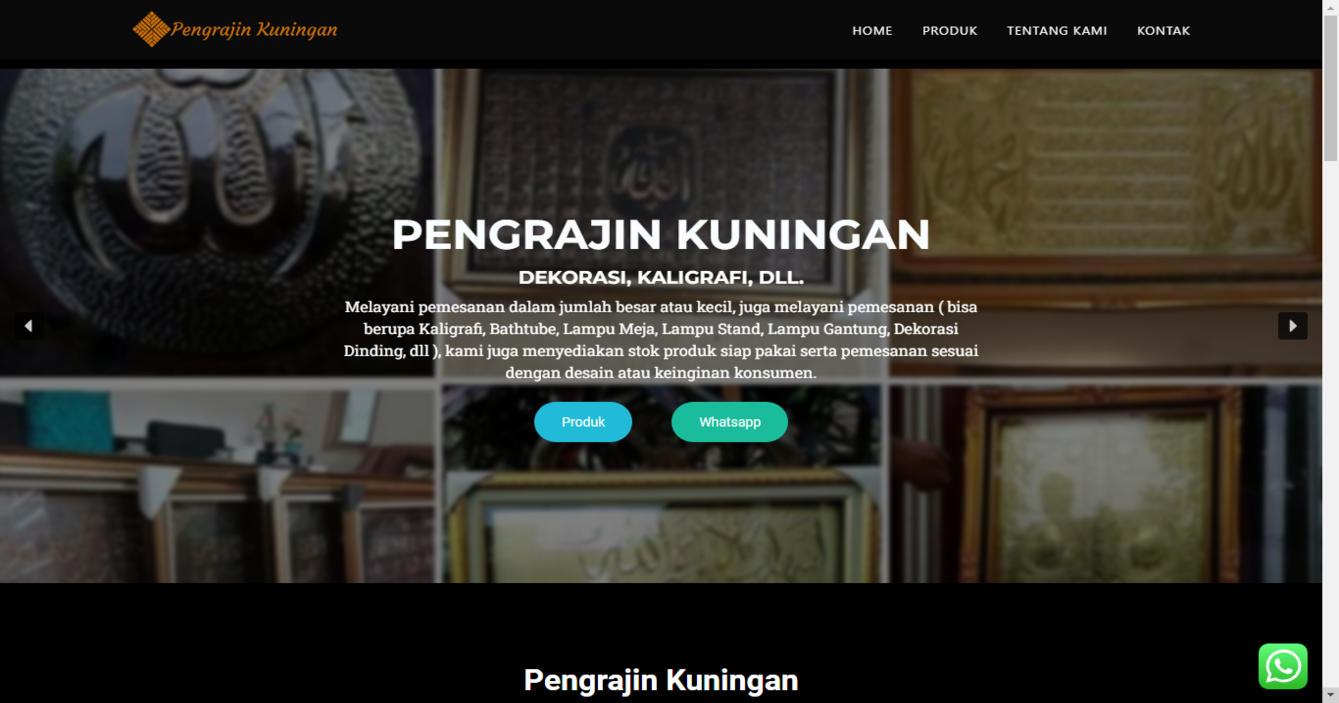 Pengrajin Kuningan
HOME
PRODUK
TENTANG KAMI
KONTAK
PENGRAJIN KUNINGAN
DEKORASI, KALIGRAFI, DLL.
Melayani pemesanan dalam jumlah besar atau kecil, juga melayani pemesanan ( bisa
berupa Kaligrafi, Bathtube, Lampu Meja, Lampu Stand, Lampu Gantung, Dekorasi
Dinding, dll ), kami juga menyediakan stok produk siap pakai serta pemesanan sesuai
dengan desain atau keinginan konsumen.
Produk
Whatsapp
Pengrajin Kuningan